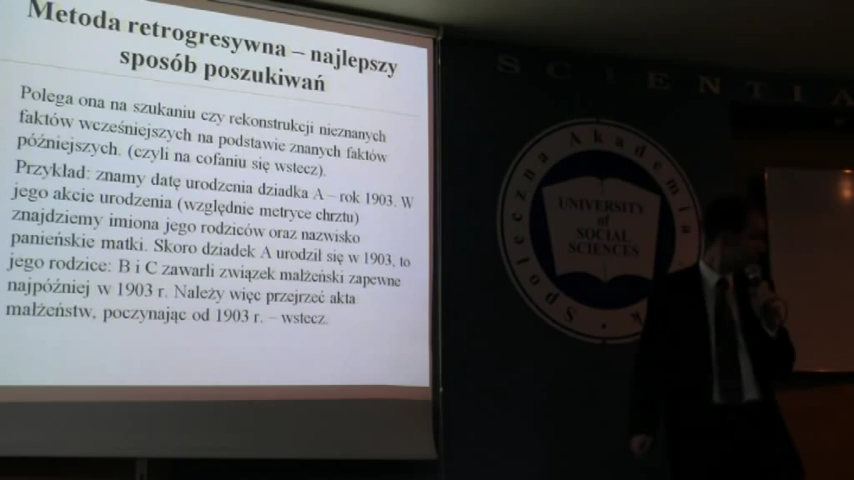 Metoda retrogresywna – najlepszy
sposób poszukiwań
Polega ona na szukaniu czy rekonstrukcji nieznanych
faktów wcześniejszych na podstawie znanych faktów
późniejszych. (czyli na cofaniu się wstecz).
Przykład: znamy datę urodzenia dziadka A – rok 1903. W
jego akcie urodzenia (względnie metryce chrztu)
znajdziemy imiona jego rodziców oraz nazwisko
panieńskie matki. Skoro dziadek A urodził się w 1903, to
jego rodzice: B i C zawarli związek małżeński zapewne
najpóźniej w 1903 r. Należy więc przejrzeć akta
małżeństw, poczynając od 1903 r. – wstecz.
SCIENTIA
Społeczna Akademia
UNIVERSITY
of
SOCIAL
SCIENCES